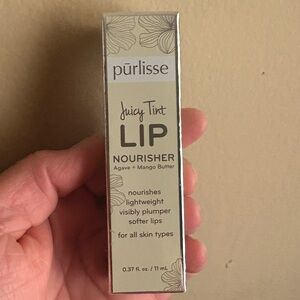 pūrlisse
Juicy Tint
LIP
NOURISHER
Agave + Mango Butter
nourishes
lightweight
visibly plumper
softer lips
for all skin types
0.37 fl. oz. / 11 mL